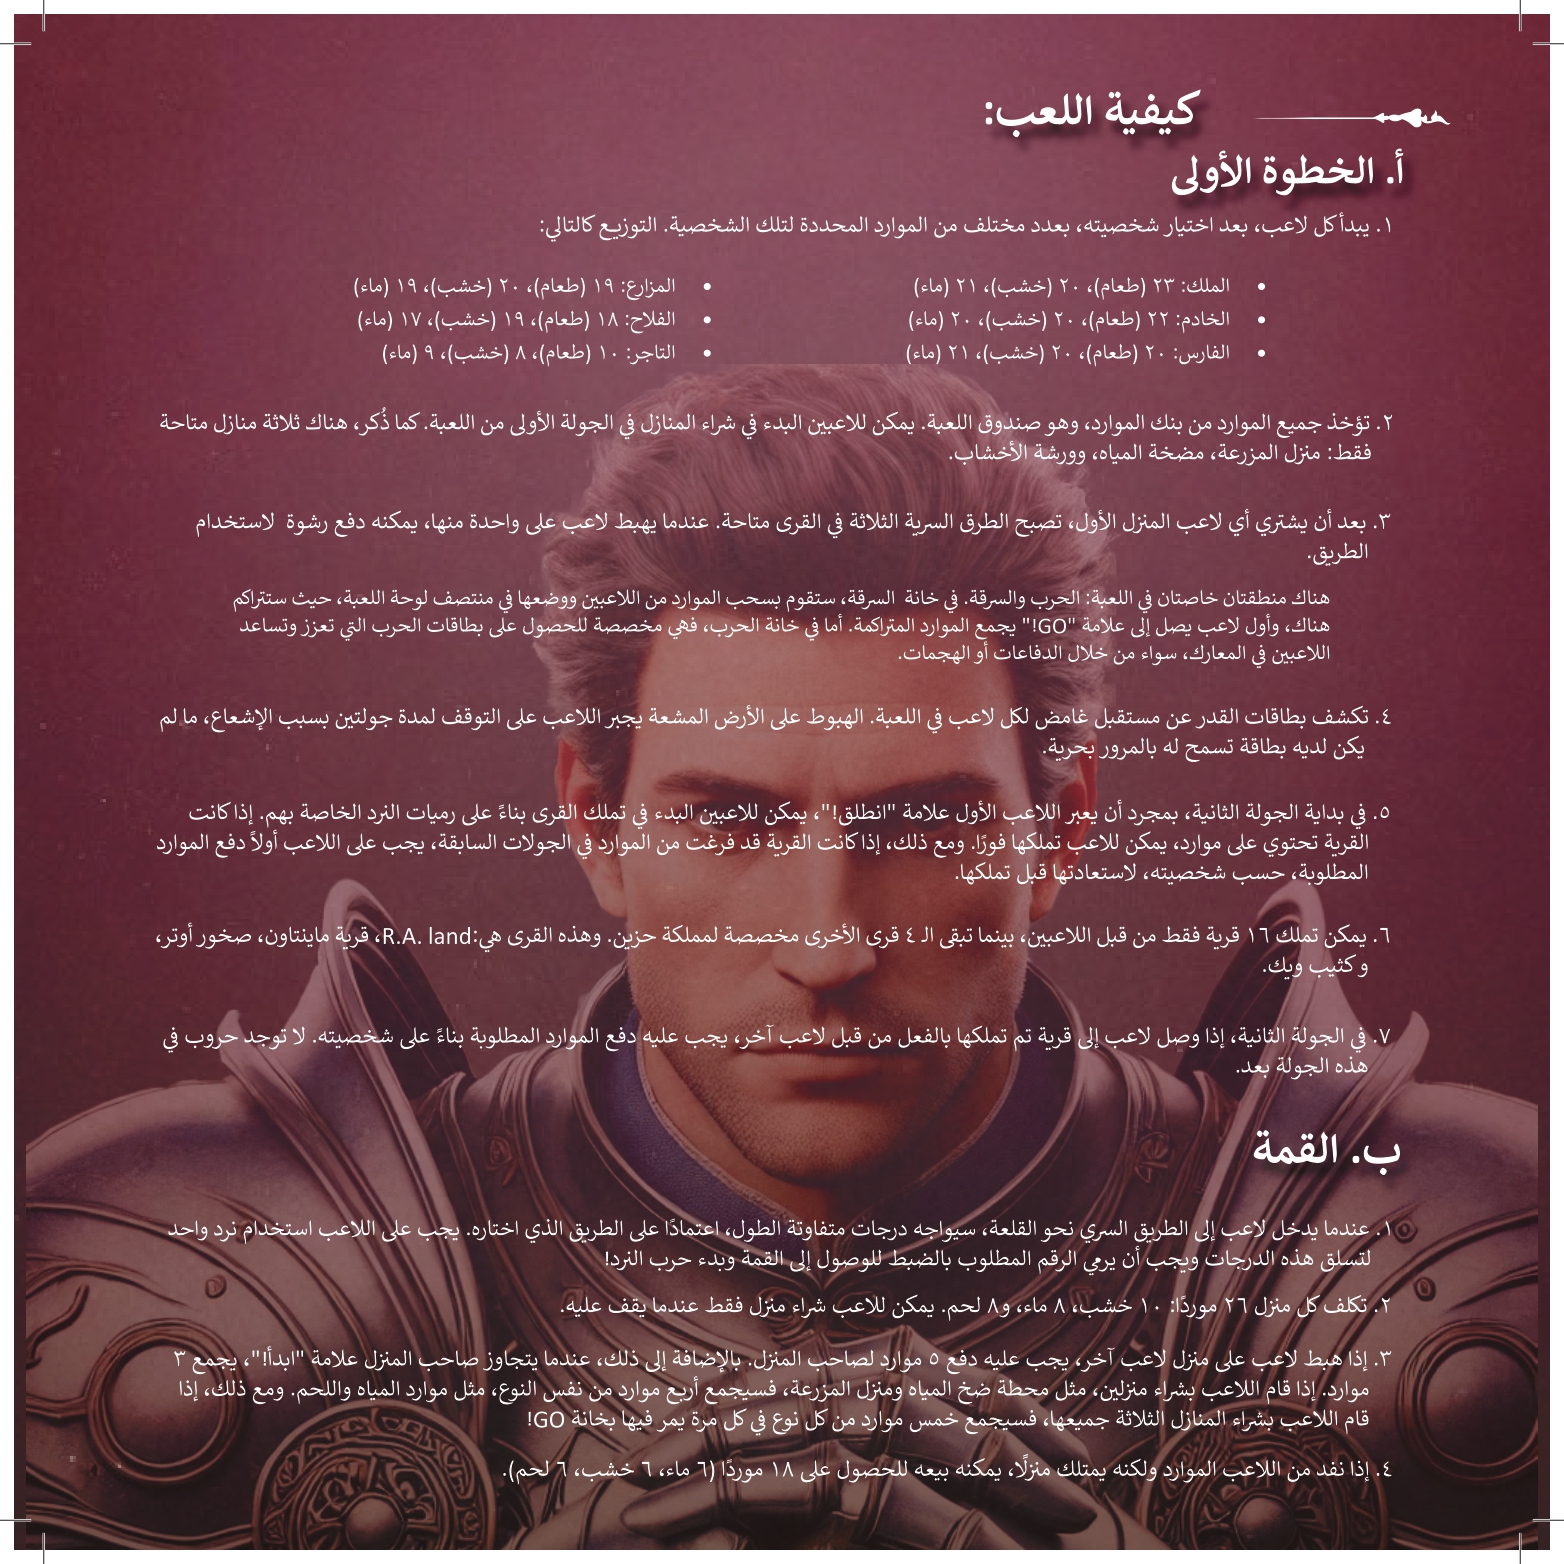 كيفية اللعب:
أ. الخطوة الأولى
١. يبدأ كل لاعب، بعد اختيار شخصيته، بعدد مختلف من الموارد المحددة لتلك الشخصية. التوزيع كالتالي:
• الملك: ٢٣ (طعام)، ٢٠ (خشب)، ٢١ (ماء)
• الخادم: ٢٢ (طعام)، ٢٠ (خشب)، ٢٠ (ماء)
• الفارس: ٢٠ (طعام)، ٢٠ (خشب)، ٢١ (ماء)
• المزارع: ١٩ (طعام)، ٢٠ (خشب)، ١٩ (ماء)
• الفلاح: ١٨ (طعام)، ١٩ (خشب)، ١٧ (ماء)
• التاجر: ١٠ (طعام)، ٨ (خشب)، ٩ (ماء)
٢. تؤخذ جميع الموارد من بنك الموارد، وهو صندوق اللعبة. يمكن للاعبين البدء في شراء المنازل في الجولة الأولى من اللعبة. كما ذُكر، هناك ثلاثة منازل متاحة
فقط: منزل المزرعة، مضخة المياه، وورشة الأخشاب.
٣. بعد أن يشتري أي لاعب المنزل الأول، تصبح الطرق السرية الثلاثة في القرى متاحة. عندما يهبط لاعب على واحدة منها، يمكنه دفع رشوة لاستخدام
الطريق.
هناك منطقتان خاصتان في اللعبة: الحرب والسرقة. في خانة السرقة، ستقوم بسحب الموارد من اللاعبين ووضعها في منتصف لوحة اللعبة، حيث ستتراكم
هناك، وأول لاعب يصل إلى علامة "GO!" يجمع الموارد المتراكمة. أما في خانة الحرب، فهي مخصصة للحصول على بطاقات الحرب التي تعزز وتساعد
اللاعبين في المعارك، سواء من خلال الدفاعات أو الهجمات.
٤. تكشف بطاقات القدر عن مستقبل غامض لكل لاعب في اللعبة. الهبوط على الأرض المشعة يجبر اللاعب على التوقف لمدة جولتين بسبب الإشعاع، ما لم
يكن لديه بطاقة تسمح له بالمرور بحرية.
٥. في بداية الجولة الثانية، بمجرد أن يعبر اللاعب الأول علامة "انطلق!"، يمكن للاعبين البدء في تملك القرى بناءً على رميات النرد الخاصة بهم. إذا كانت
القرية تحتوي على موارد، يمكن للاعب تملكها فورًا. ومع ذلك، إذا كانت القرية قد فرغت من الموارد في الجولات السابقة، يجب على اللاعب أولاً دفع الموارد
المطلوبة، حسب شخصيته، لاستعادتها قبل تملكها.
٦. يمكن تملك ١٦ قرية فقط من قبل اللاعبين، بينما تبقى الـ ٤ قرى الأخرى مخصصة لمملكة حزين. وهذه القرى هي:R.A. land، قرية ماينتاون، صخور أوتر،
و كثيب ويك.
٧. في الجولة الثانية، إذا وصل لاعب إلى قرية تم تملكها بالفعل من قبل لاعب آخر، يجب عليه دفع الموارد المطلوبة بناءً على شخصيته. لا توجد حروب في
هذه الجولة بعد.
ب. القمة
١. عندما يدخل لاعب إلى الطريق السري نحو القلعة، سيواجه درجات متفاوتة الطول، اعتمادًا على الطريق الذي اختاره. يجب على اللاعب استخدام نرد واحد
لتسلق هذه الدرجات ويجب أن يرمي الرقم المطلوب بالضبط للوصول إلى القمة وبدء حرب النرد!
٢. تكلف كل منزل ٢٦ موردًا: ١٠ خشب، ٨ ماء، و٨ لحم. يمكن للاعب شراء منزل فقط عندما يقف عليه.
٣. إذا هبط لاعب على منزل لاعب آخر، يجب عليه دفع ٥ موارد لصاحب المنزل. بالإضافة إلى ذلك، عندما يتجاوز صاحب المنزل علامة "ابدأ!"، يجمع ٣
موارد. إذا قام اللاعب بشراء منزلين، مثل محطة ضخ المياه ومنزل المزرعة، فسيجمع أربع موارد من نفس النوع، مثل موارد المياه واللحم. ومع ذلك، إذا
قام اللاعب بشراء المنازل الثلاثة جميعها، فسيجمع خمس موارد من كل نوع في كل مرة يمر فيها بخانة GO!
٤. إذا نفد من اللاعب الموارد ولكنه يمتلك منزلًا، يمكنه بيعه للحصول على ١٨ موردًا (٦ ماء، ٦ خشب، ٦ لحم).